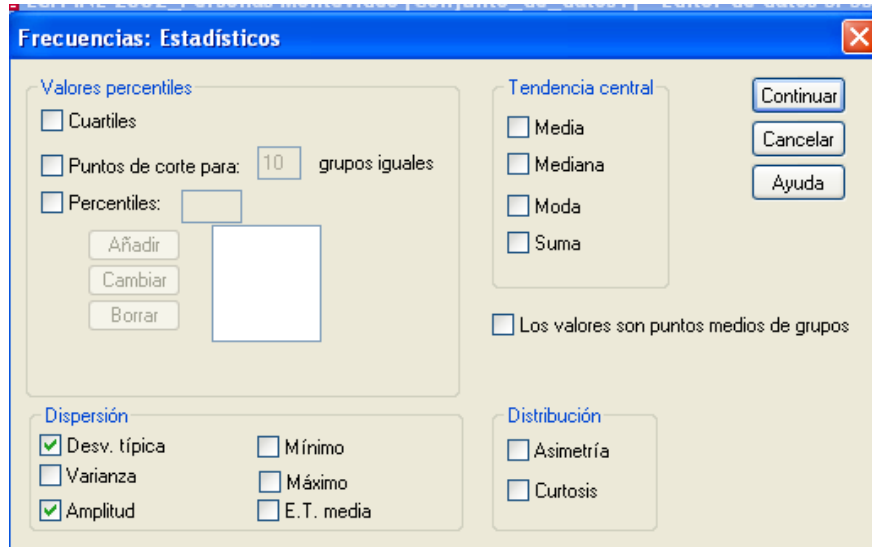 Frecuencias: Estadísticos
Valores percentiles
Cuartiles
Puntos de corte para: 10 grupos iguales
Percentiles:
Añadir
Cambiar
Borrar
Tendencia central
Media
Mediana
Moda
Suma
Continuar
Cancelar
Ayuda
Los valores son puntos medios de grupos
Dispersión
Desv. típica
Varianza
Amplitud
Mínimo
Máximo
E.T. media
Distribución
Asimetría
Curtosis